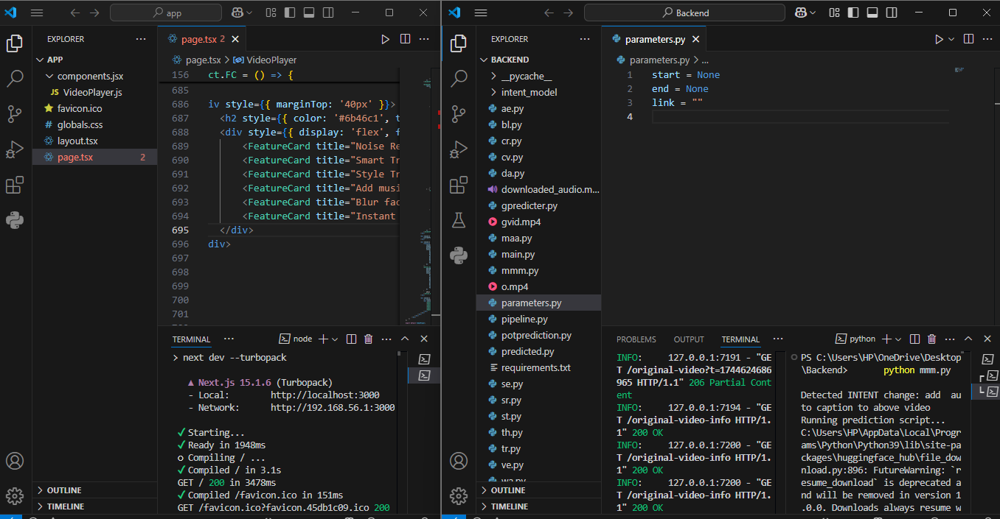 app
EXPLORER
APP
components.jsx
JS VideoPlayer.js
favicon.ico
# globals.css
layout.tsx
page.tsx 2
OUTLINE
TIMELINE
page.tsx 2
page.tsx > VideoPlayer
156 ct.FC = () => {
685
686 iv style={{ marginTop: '40px' }}>
687 <h2 style={{ color: '#6b46c1', t
688 <div style={{ display: 'flex', f
689 <FeatureCard title="Noise Re
690 <FeatureCard title="Smart Tr
691 <FeatureCard title="Style Tr
692 <FeatureCard title="Add musi
693 <FeatureCard title="Blur fac
694 <FeatureCard title="Instant
695 </div>
696 div>
697
698
699
700
701
TERMINAL
node
> next dev --turbopack
▲ Next.js 15.1.6 (Turbopack)
- Local: http://localhost:3000
- Network: http://192.168.56.1:3000
✓ Starting...
✓ Ready in 1948ms
○ Compiling / ...
✓ Compiled / in 3.1s
GET / 200 in 3478ms
✓ Compiled /favicon.ico in 151ms
GET /favicon.ico?favicon.45db1c09.ico 200
Backend
EXPLORER
BACKEND
__pycache__
intent_model
ae.py
bl.py
cr.py
cv.py
da.py
downloaded_audio.m...
gpredicter.py
gvid.mp4
maa.py
main.py
mmm.py
o.mp4
parameters.py
pipeline.py
potprediction.py
predicted.py
requirements.txt
se.py
sr.py
st.py
th.py
tr.py
ve.py
OUTLINE
TIMELINE
parameters.py
parameters.py > ...
1 start = None
2 end = None
3 link = ""
4
PROBLEMS OUTPUT TERMINAL
python
INFO: 127.0.0.1:7191 - "GE
T /original-video?t=1744624686
965 HTTP/1.1" 206 Partial Cont
ent
INFO: 127.0.0.1:7194 - "GE
T /original-video-info HTTP/1.
1" 200 OK
INFO: 127.0.0.1:7200 - "GE
T /original-video-info HTTP/1.
1" 200 OK
INFO: 127.0.0.1:7200 - "GE
T /original-video-info HTTP/1.
1" 200 OK
PS C:\Users\HP\OneDrive\Desktop
\Backend> python mmm.py
Detected INTENT change: add au
to caption to above video
Running prediction script...
C:\Users\HP\AppData\Local\Progr
ams\Python\Python39\lib\site-pa
ckages\huggingface_hub\file_dow
nload.py:896: FutureWarning: `r
esume_download` is deprecated a
nd will be removed in version 1
.0.0. Downloads always resume w